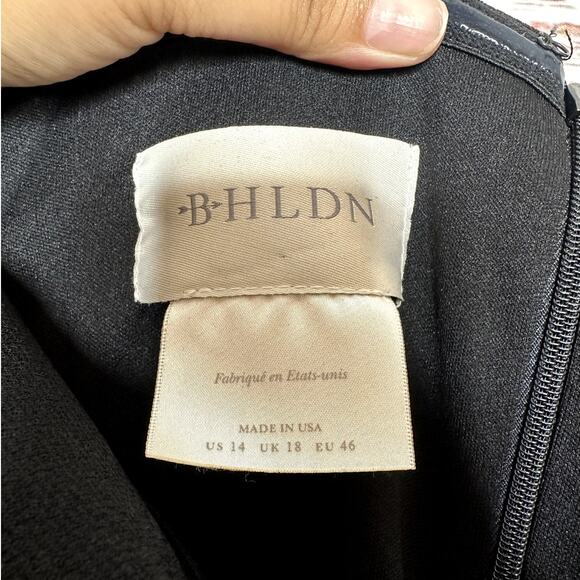 BHLDN
Fabriqué en Etats-unis
MADE IN USA
US 14 UK 18 EU 46